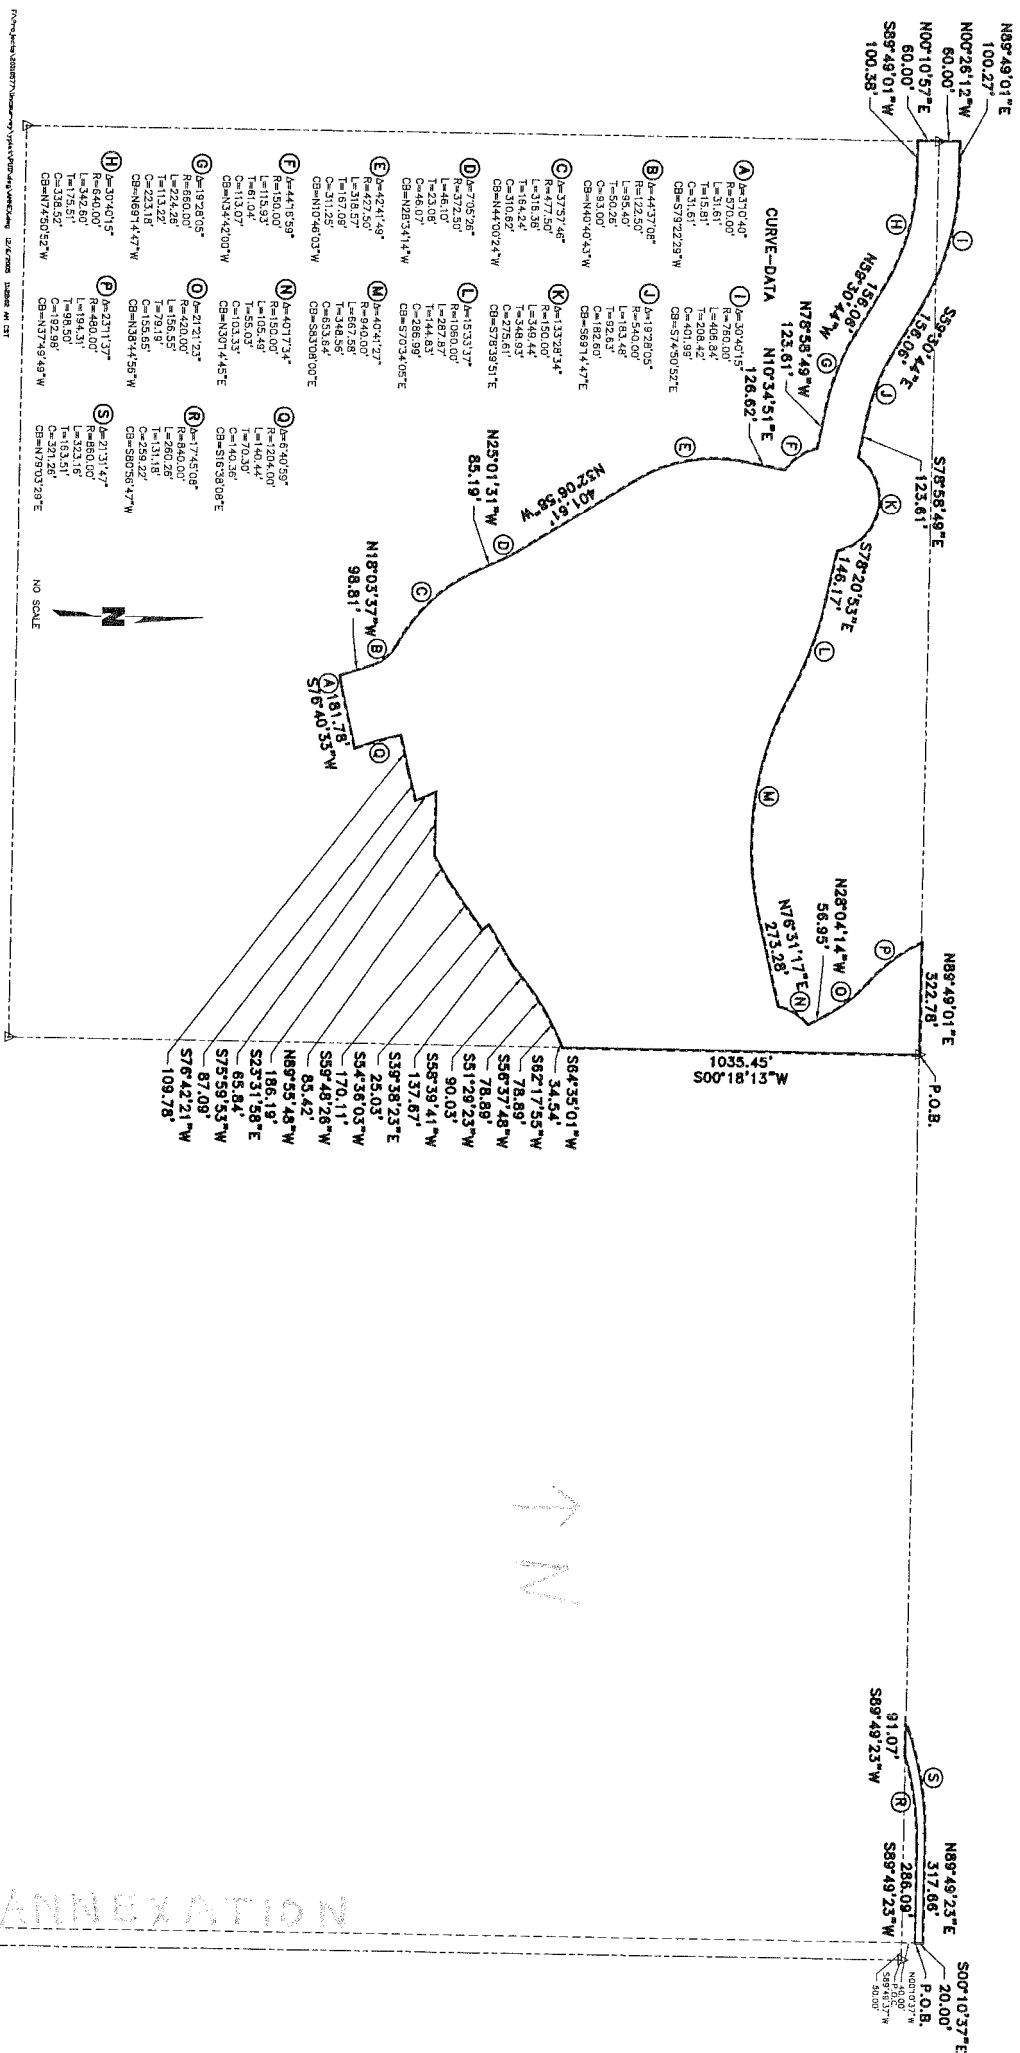 N89°49'01"E
100.27'
N00°26'12"W
60.00'
N00°10'57"E
60.00'
S89°49'01"W
100.38'
I
H
S59°30'44"E
156.06'
N59°30'44"W
156.06'
J
G
S78°58'49"E
123.61'
N78°58'49"W
123.61'
K
N10°34'51"E
126.62'
F
E
S78°20'53"E
146.17'
L
N32°06'58"W
401.61'
N25°01'31"W
85.19'
D
C
N18°03'37"W
98.81'
B
A
181.78'
S76°40'33"W
Q
M
N76°31'17"E
273.28'
N
N28°04'14"W
56.95'
O
P
N89°49'01"E
322.78'
P.O.B.
1035.45'
S00°18'13"W
S64°35'01"W
34.54'
S62°17'55"W
78.89'
S56°37'48"W
78.89'
S51°29'23"W
90.03'
S58°39'41"W
137.67'
S39°38'23"E
25.03'
S54°36'03"W
170.11'
S59°48'26"W
85.42'
N89°55'48"W
186.19'
S23°31'58"E
65.84'
S75°59'53"W
87.09'
S76°42'21"W
109.78'
CURVE-DATA
A Δ=3°10'40"
R=570.00'
L=31.61'
T=15.81'
C=31.61'
CB=S79°22'29"W
B Δ=44°37'08"
R=122.50'
L=95.40'
T=50.26'
C=93.00'
CB=N40°40'43"W
C Δ=37°57'46"
R=477.50'
L=316.38'
T=164.24'
C=310.62'
CB=N44°00'24"W
D Δ=7°05'26"
R=372.50'
L=46.10'
T=23.08'
C=46.07'
CB=N28°34'14"W
E Δ=42°41'49"
R=427.50'
L=318.57'
T=167.09'
C=311.25'
CB=N10°46'03"W
F Δ=44°16'59"
R=150.00'
L=115.93'
T=61.04'
C=113.07'
CB=N34°42'00"W
G Δ=19°28'05"
R=660.00'
L=224.26'
T=113.22'
C=223.18'
CB=N69°14'47"W
H Δ=30°40'15"
R=640.00'
L=342.60'
T=175.51'
C=338.52'
CB=N74°50'52"W
I Δ=30°40'15"
R=760.00'
L=406.84'
T=208.42'
C=401.99'
CB=S74°50'52"E
J Δ=19°28'05"
R=540.00'
L=183.48'
T=92.63'
C=182.60'
CB=S69°14'47"E
K Δ=133°28'34"
R=150.00'
L=349.44'
T=348.93'
C=275.61'
CB=S78°39'51"E
L Δ=15°33'37"
R=1060.00'
L=287.87'
T=144.83'
C=286.99'
CB=S70°34'05"E
M Δ=40°41'27"
R=940.00'
L=667.58'
T=348.56'
C=653.64'
CB=S83°08'00"E
N Δ=40°17'34"
R=150.00'
L=105.49'
T=55.03'
C=103.33'
CB=N30°14'45"E
O Δ=21°21'23"
R=420.00'
L=156.55'
T=79.19'
C=155.65'
CB=N38°44'56"W
P Δ=23°11'37"
R=480.00'
L=194.31'
T=98.50'
C=192.98'
CB=N37°49'49"W
Q Δ=6°40'59"
R=1204.00'
L=140.44'
T=70.30'
C=140.36'
CB=S16°38'08"E
R Δ=17°45'08"
R=840.00'
L=260.26'
T=131.18'
C=259.22'
CB=S80°56'47"W
S Δ=21°31'47"
R=860.00'
L=323.16'
T=163.51'
C=321.26'
CB=N79°03'29"E
N
NO SCALE
N
91.07'
S89°49'23"W
S
R
N89°49'23"E
317.66'
286.09'
S89°49'23"W
S00°10'37"E
20.00'
P.O.B.
N00°10'37"W
40.00'
P.O.C.
S89°49'37"W
50.00'
ANNEXATION